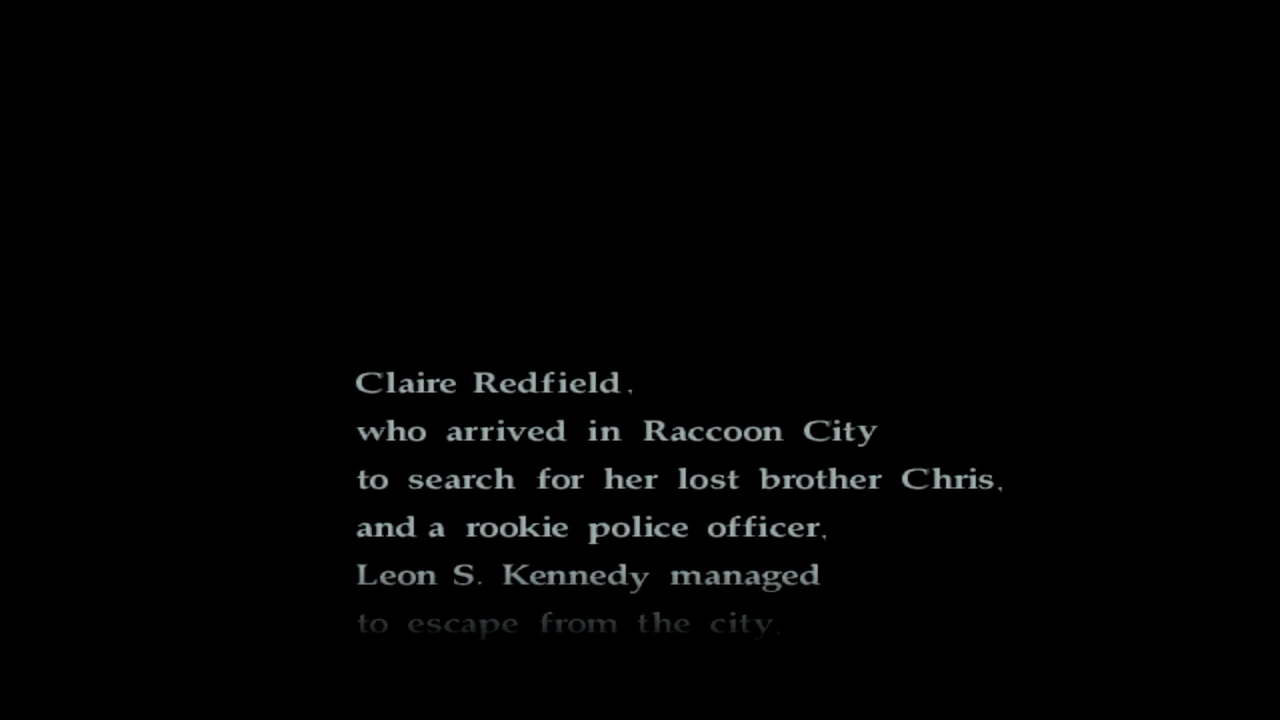 Claire Redfield,
who arrived in Raccoon City
to search for her lost brother Chris,
and a rookie police officer,
Leon S. Kennedy managed
to escape from the city.